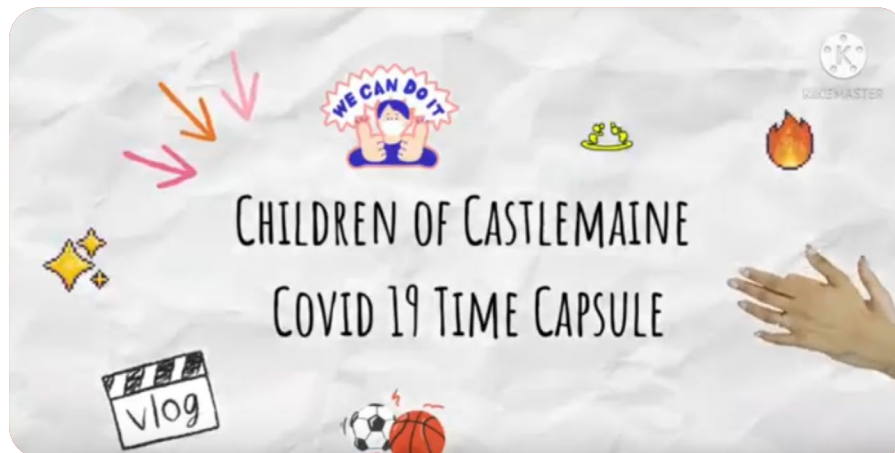 K
KINEMASTER
WE CAN DO IT
CHILDREN OF CASTLEMAINE
COVID 19 TIME CAPSULE
vlog